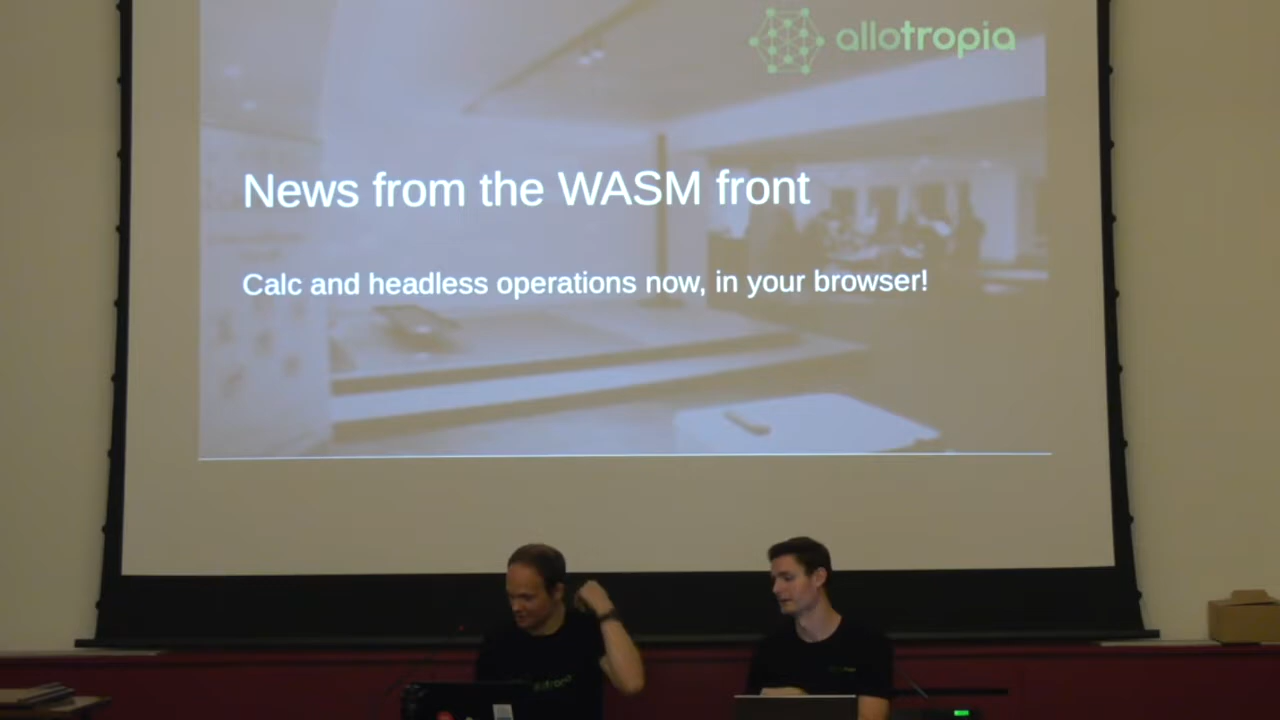 allotropia
News from the WASM front
Calc and headless operations now, in your browser!